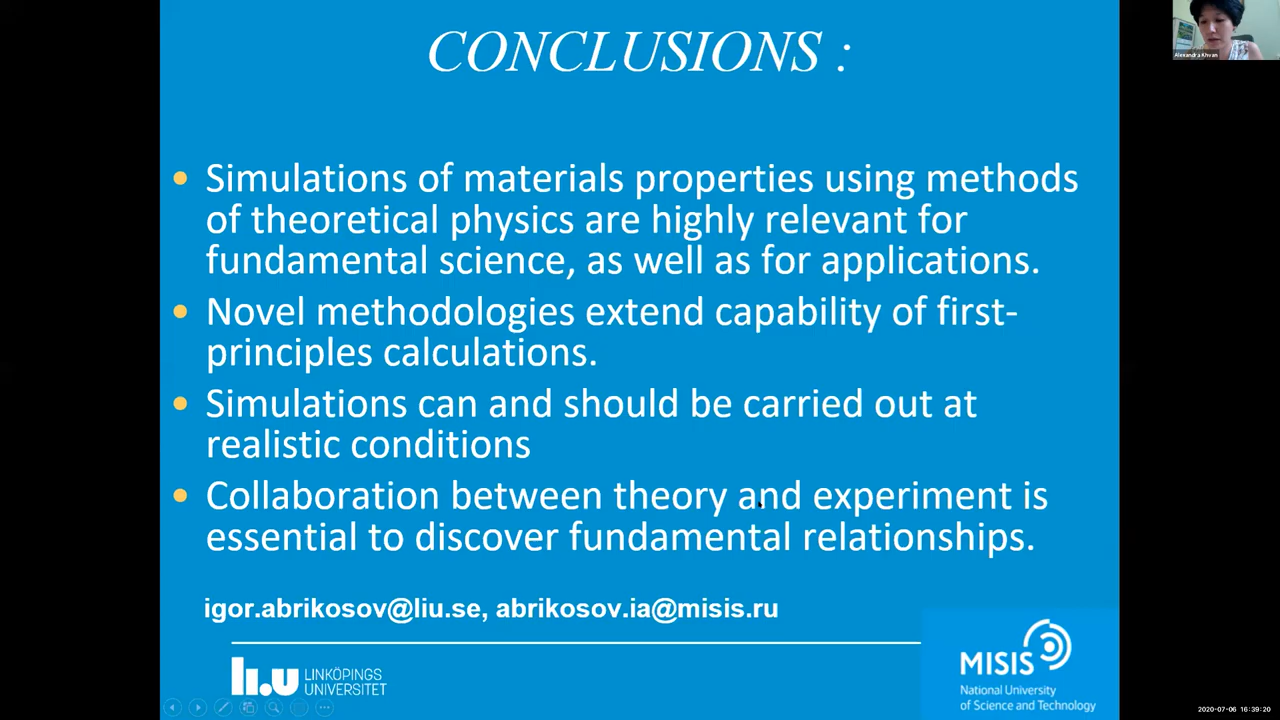 CONCLUSIONS :
Alexandra Khvan
• Simulations of materials properties using methods
of theoretical physics are highly relevant for
fundamental science, as well as for applications.
• Novel methodologies extend capability of first-
principles calculations.
• Simulations can and should be carried out at
realistic conditions
• Collaboration between theory and experiment is
essential to discover fundamental relationships.
igor.abrikosov@liu.se, abrikosov.ia@misis.ru
LiU LINKÖPINGS
UNIVERSITET
MISIS
National University
of Science and Technology
2020-07-06 16:39:20